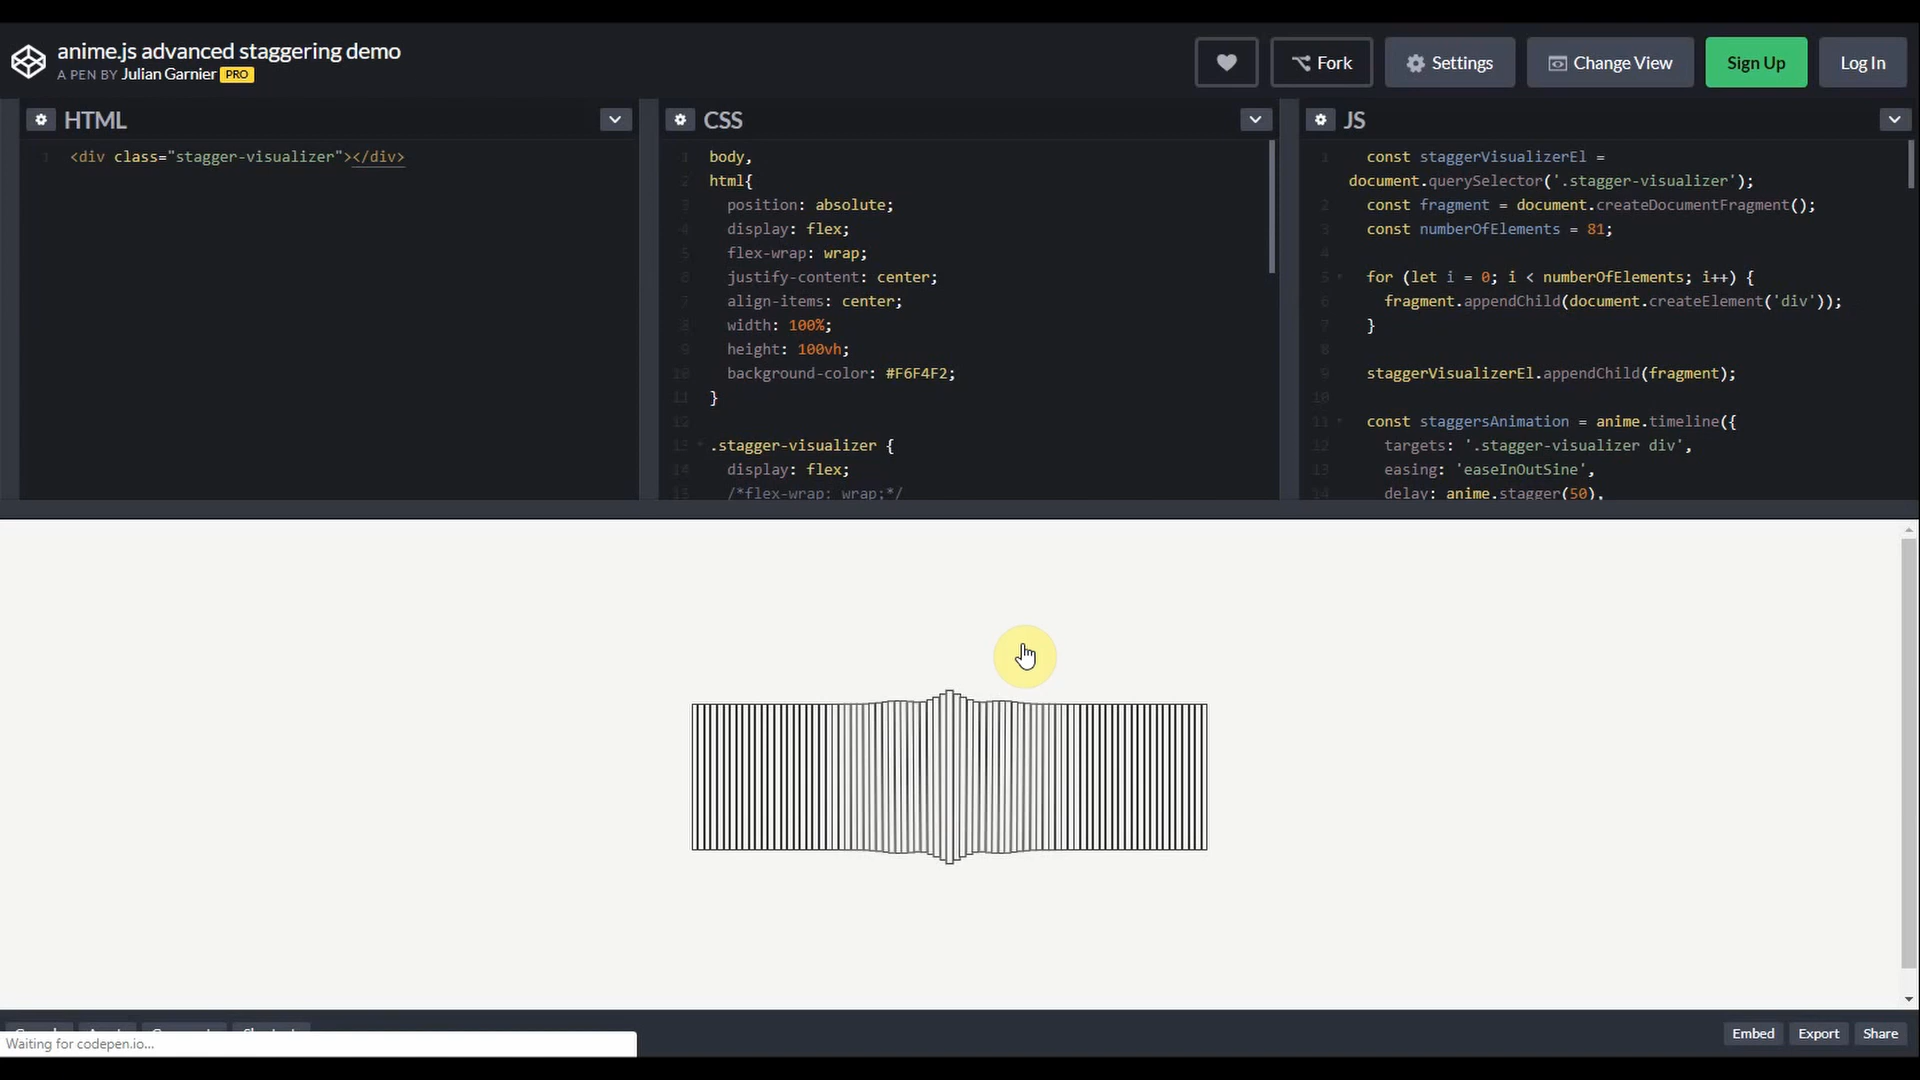 anime.js advanced staggering demo
A PEN BY Julian Garnier PRO
Fork
Settings
Change View
Sign Up
Log In
HTML
1 <div class="stagger-visualizer"></div>
CSS
1 body,
2 html{
3 position: absolute;
4 display: flex;
5 flex-wrap: wrap;
6 justify-content: center;
7 align-items: center;
8 width: 100%;
9 height: 100vh;
10 background-color: #F6F4F2;
11 }
12
13 .stagger-visualizer {
14 display: flex;
15 /*flex-wrap: wrap;*/
JS
1 const staggerVisualizerEl =
document.querySelector('.stagger-visualizer');
2 const fragment = document.createDocumentFragment();
3 const numberOfElements = 81;
4
5 for (let i = 0; i < numberOfElements; i++) {
6 fragment.appendChild(document.createElement('div'));
7 }
8
9 staggerVisualizerEl.appendChild(fragment);
10
11 const staggersAnimation = anime.timeline({
12 targets: '.stagger-visualizer div',
13 easing: 'easeInOutSine',
14 delay: anime.stagger(50),
Waiting for codepen.io...
Embed
Export
Share